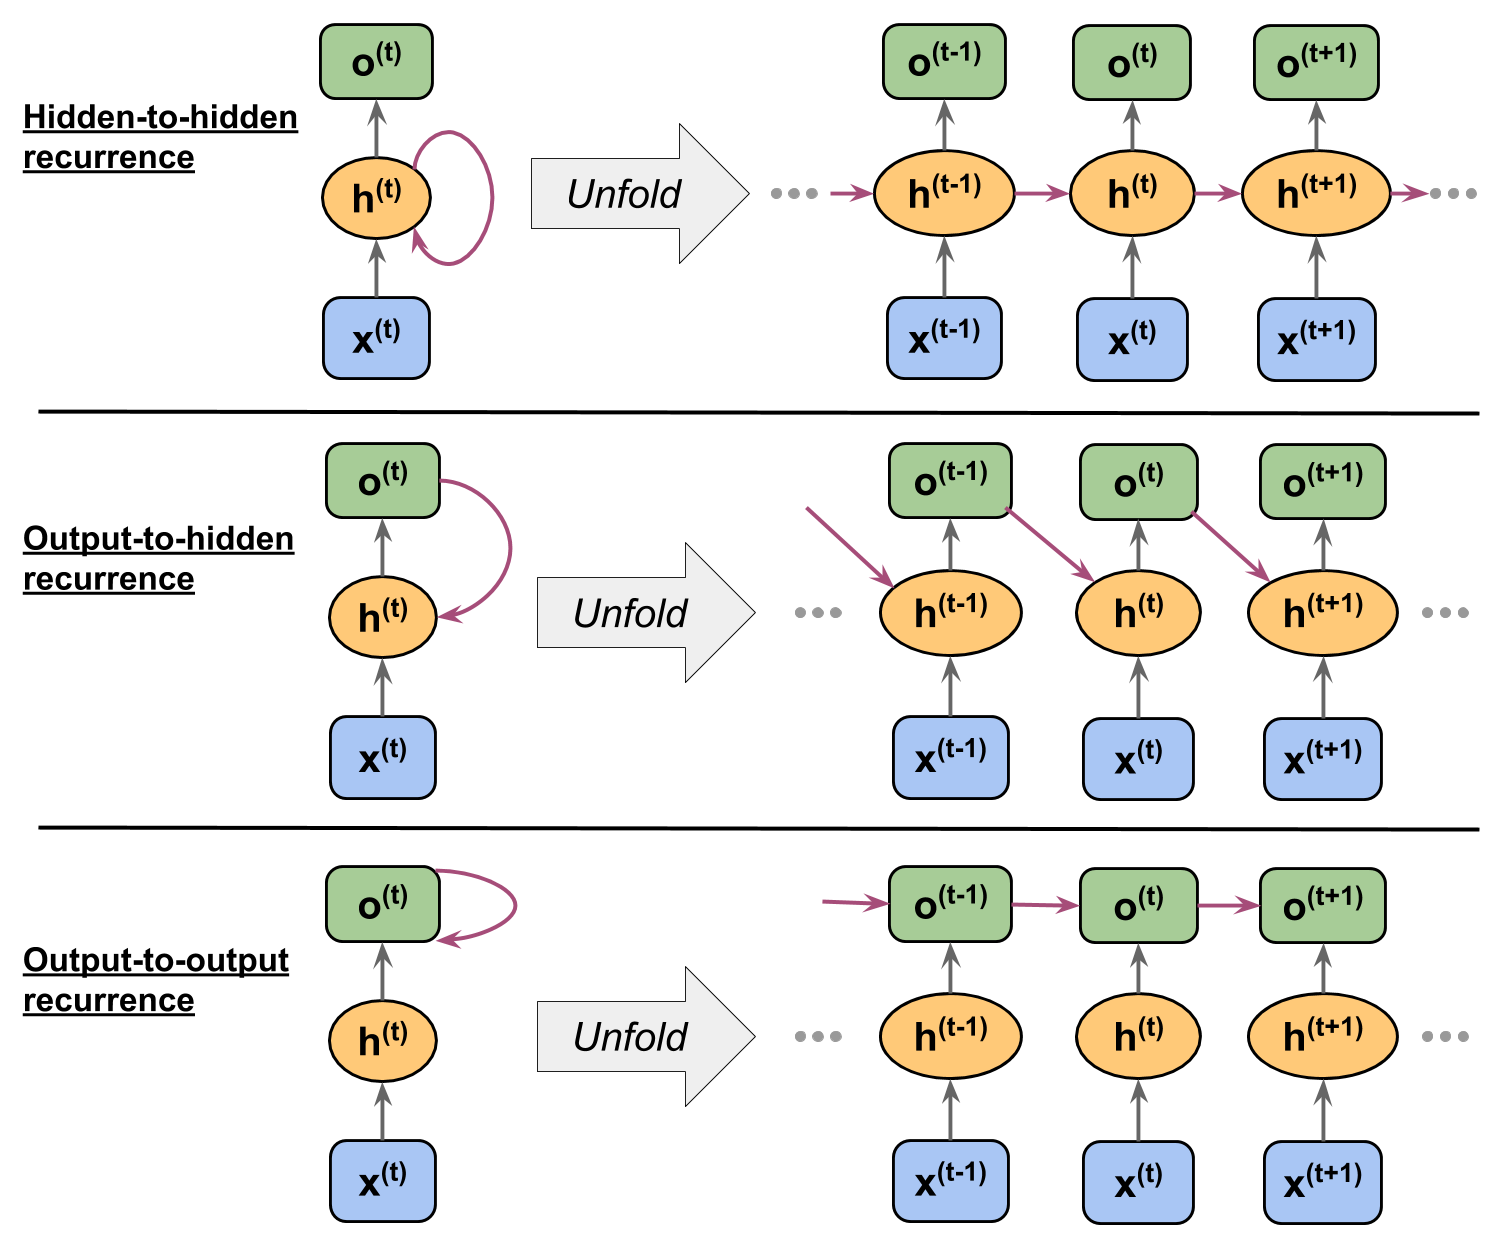 o(t) o(t-1) o(t) o(t+1)
Hidden-to-hidden
recurrence
h(t) Unfold h(t-1) h(t) h(t+1)
x(t) x(t-1) x(t) x(t+1)
o(t) o(t-1) o(t) o(t+1)
Output-to-hidden
recurrence
h(t) Unfold h(t-1) h(t) h(t+1)
x(t) x(t-1) x(t) x(t+1)
o(t) o(t-1) o(t) o(t+1)
Output-to-output
recurrence
h(t) Unfold h(t-1) h(t) h(t+1)
x(t) x(t-1) x(t) x(t+1)